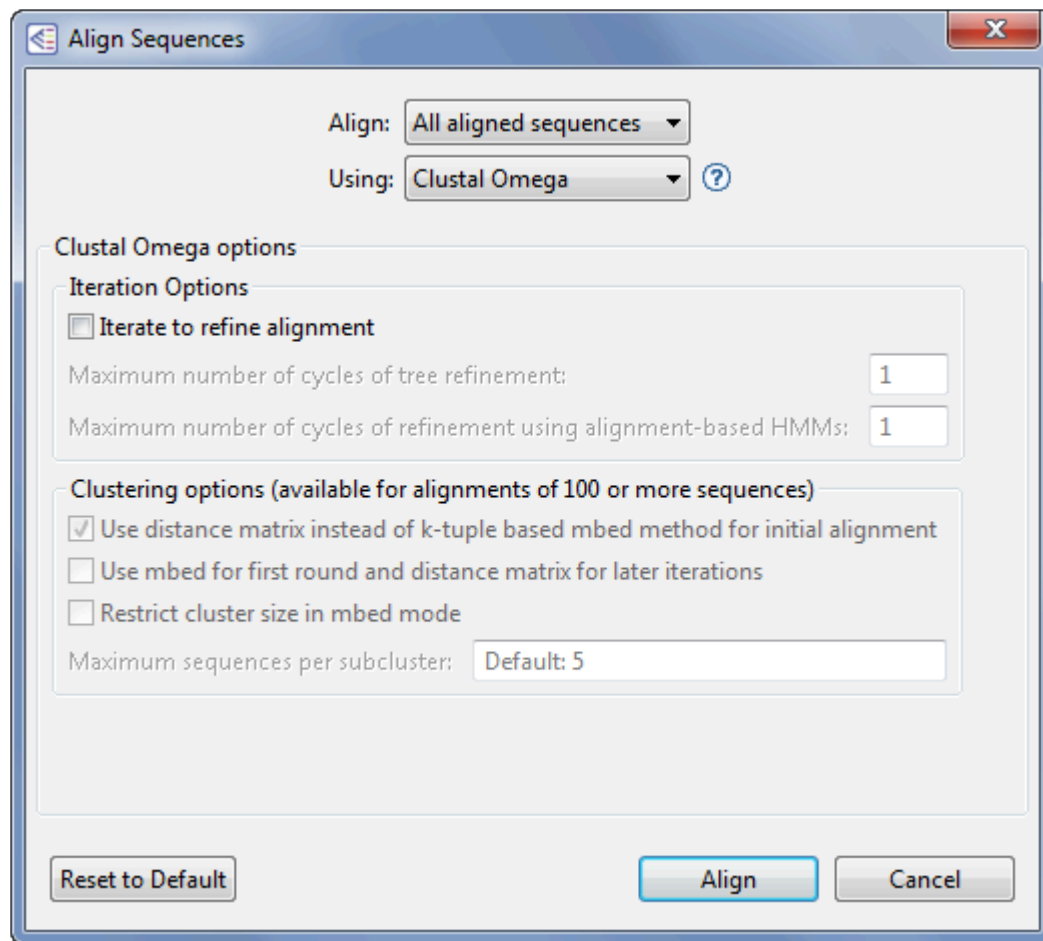 Align Sequences
Align: All aligned sequences
Using: Clustal Omega ?
Clustal Omega options
Iteration Options
Iterate to refine alignment
Maximum number of cycles of tree refinement: 1
Maximum number of cycles of refinement using alignment-based HMMs: 1
Clustering options (available for alignments of 100 or more sequences)
Use distance matrix instead of k-tuple based mbed method for initial alignment
Use mbed for first round and distance matrix for later iterations
Restrict cluster size in mbed mode
Maximum sequences per subcluster: Default: 5
Reset to Default Align Cancel